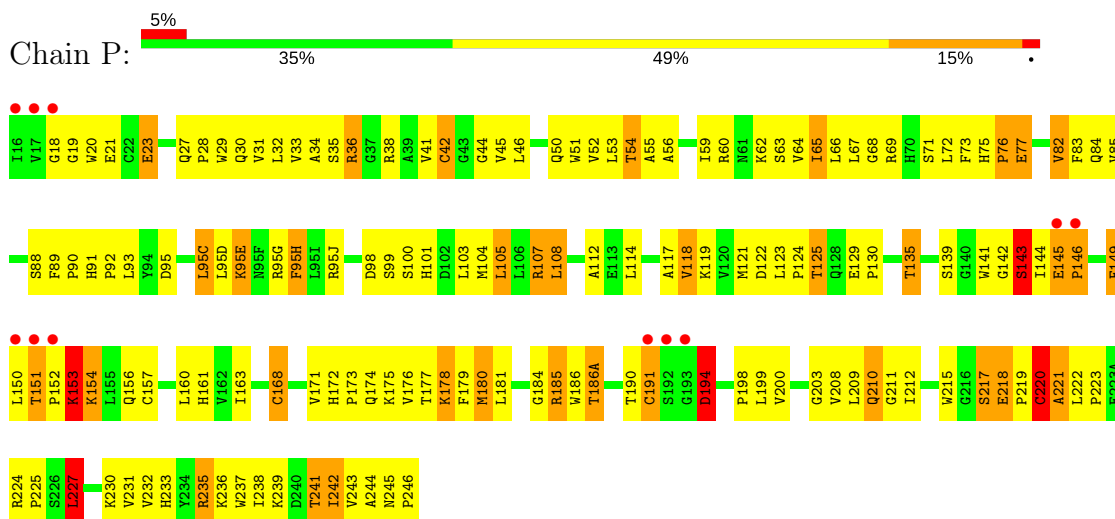 5%
Chain P:
35% 49% 15% •
I16 V17 G18 G19 W20 E21 C22 E23 Q27 P28 W29 Q30 V31 L32 V33 A34 S35 R36 G37 R38 A39 V41 C42 G43 G44 V45 L46 Q50 W51 V52 L53 T54 A55 A56 I59 R60 N61 K62 S63 V64 I65 L66 L67 G68 R69 H70 S71 L72 F73 H75 P76 E77 V82 F83 Q84 V85
S88 F89 P90 H91 P92 L93 Y94 D95 L95C L95D K95E N95F R95G F95H L95I R95J D98 S99 S100 H101 D102 L103 M104 L105 L106 R107 L108 A112 E113 L114 A117 V118 K119 V120 M121 D122 L123 P124 T125 Q128 E129 P130 T135 S139 G140 W141 G142 S143 I144 E145 P146 E149
L150 T151 P152 K153 K154 L155 Q156 C157 L160 H161 V162 I163 C168 V171 H172 P173 Q174 K175 V176 T177 K178 F179 M180 L181 G184 R185 W186 T186A T190 C191 S192 G193 D194 P198 L199 V200 G203 V208 L209 Q210 G211 I212 W215 G216 S217 E218 P219 C220 A221 L222 P223 E223A
R224 P225 S226 L227 K230 V231 V232 H233 Y234 R235 K236 W237 I238 K239 D240 T241 I242 V243 A244 N245 P246